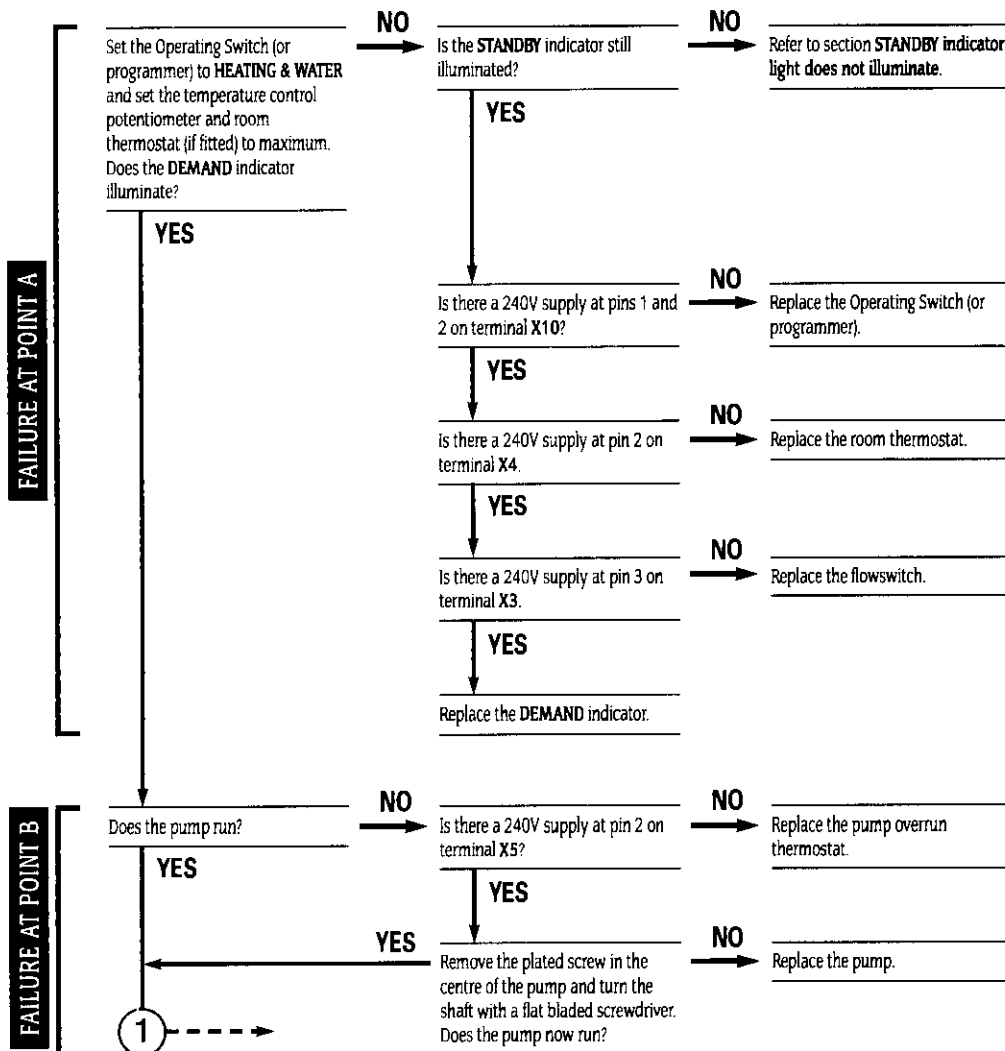 FAILURE AT POINT A
Set the Operating Switch (or
programmer) to HEATING & WATER
and set the temperature control
potentiometer and room
thermostat (if fitted) to maximum.
Does the DEMAND indicator
illuminate?
NO
Is the STANDBY indicator still
illuminated?
NO
Refer to section STANDBY indicator
light does not illuminate.
YES
YES
Is there a 240V supply at pins 1 and
2 on terminal X10?
NO
Replace the Operating Switch (or
programmer).
YES
Is there a 240V supply at pin 2 on
terminal X4.
NO
Replace the room thermostat.
YES
Is there a 240V supply at pin 3 on
terminal X3.
NO
Replace the flowswitch.
YES
Replace the DEMAND indicator.
FAILURE AT POINT B
Does the pump run?
NO
Is there a 240V supply at pin 2 on
terminal X5?
NO
Replace the pump overrun
thermostat.
YES
YES
YES
Remove the plated screw in the
centre of the pump and turn the
shaft with a flat bladed screwdriver.
Does the pump now run?
NO
Replace the pump.
1